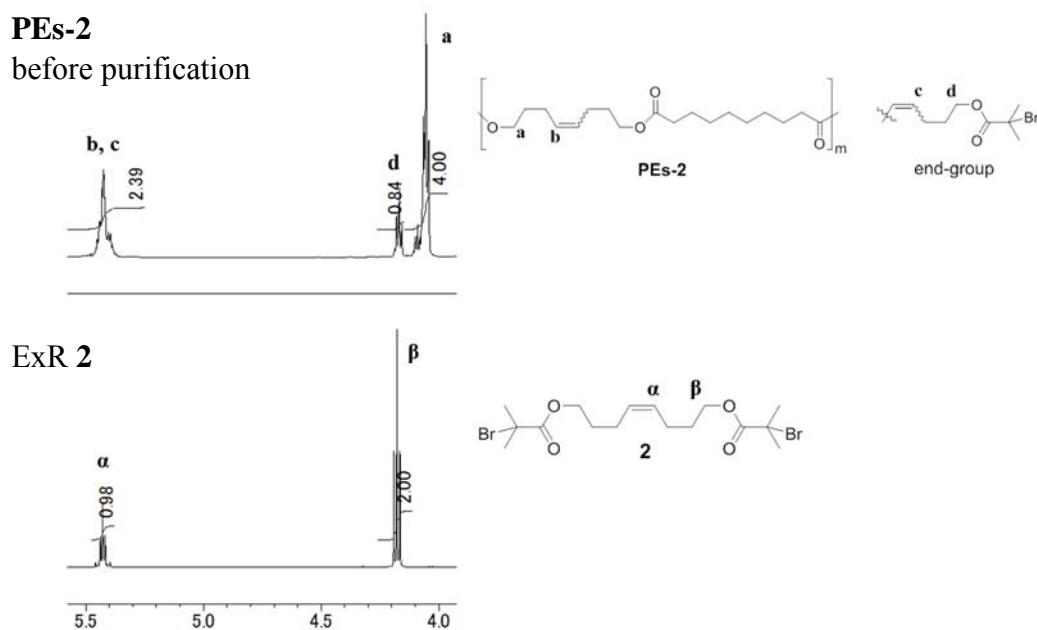 PEs-2
before purification
a
b, c
2.39
d
0.84
4.00
O
a
b
O
O
O
m
PEs-2
c
d
O
O
Br
end-group
ExR 2
α
0.98
β
2.00
α
β
Br
O
O
2
O
O
Br
5.5
5.0
4.5
4.0